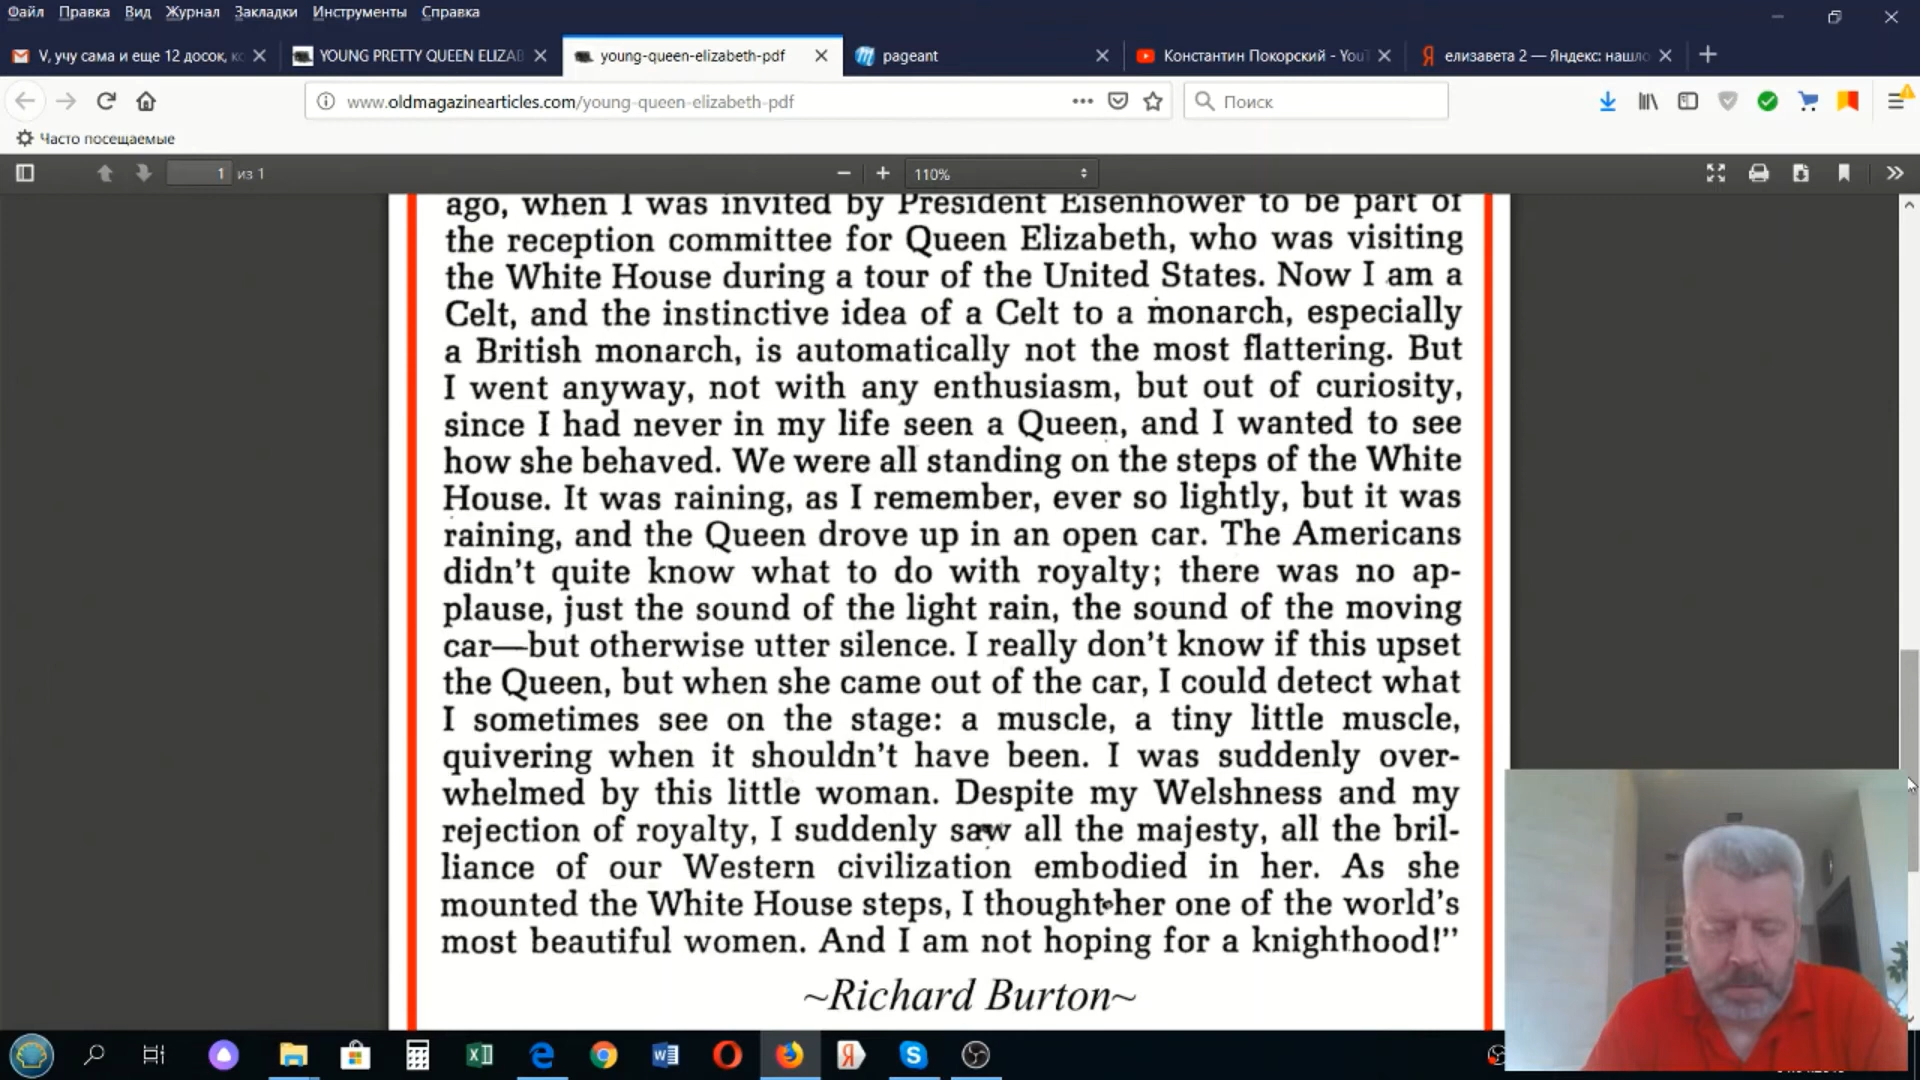 Файл Правка Вид Журнал Закладки Инструменты Справка
V, учу сама и еще 12 досок, ко
YOUNG PRETTY QUEEN ELIZAB
young-queen-elizabeth-pdf
pageant
Константин Покорский - YouT
елизавета 2 — Яндекс: нашло
www.oldmagazinearticles.com/young-queen-elizabeth-pdf
Поиск
Часто посещаемые
1 из 1
110%
ago, when I was invited by President Eisenhower to be part of
the reception committee for Queen Elizabeth, who was visiting
the White House during a tour of the United States. Now I am a
Celt, and the instinctive idea of a Celt to a monarch, especially
a British monarch, is automatically not the most flattering. But
I went anyway, not with any enthusiasm, but out of curiosity,
since I had never in my life seen a Queen, and I wanted to see
how she behaved. We were all standing on the steps of the White
House. It was raining, as I remember, ever so lightly, but it was
raining, and the Queen drove up in an open car. The Americans
didn't quite know what to do with royalty; there was no ap-
plause, just the sound of the light rain, the sound of the moving
car—but otherwise utter silence. I really don't know if this upset
the Queen, but when she came out of the car, I could detect what
I sometimes see on the stage: a muscle, a tiny little muscle,
quivering when it shouldn't have been. I was suddenly over-
whelmed by this little woman. Despite my Welshness and my
rejection of royalty, I suddenly saw all the majesty, all the bril-
liance of our Western civilization embodied in her. As she
mounted the White House steps, I thought her one of the world's
most beautiful women. And I am not hoping for a knighthood!"
~Richard Burton~